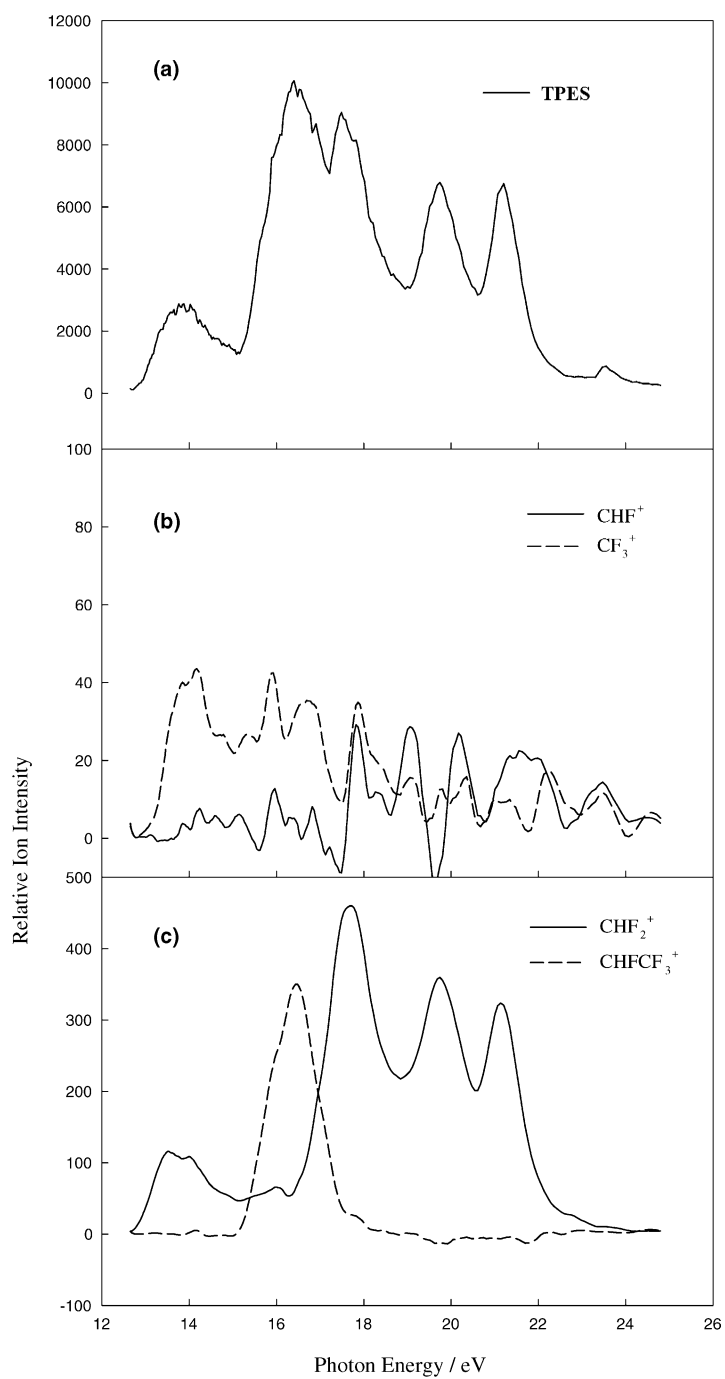 12000
10000
8000
6000
4000
2000
0
(a)
TPES
100
80
60
40
20
0
(b)
CHF+
CF3+
Relative Ion Intensity
500
400
300
200
100
0
-100
(c)
CHF2+
CHFCF3+
12 14 16 18 20 22 24 26
Photon Energy / eV